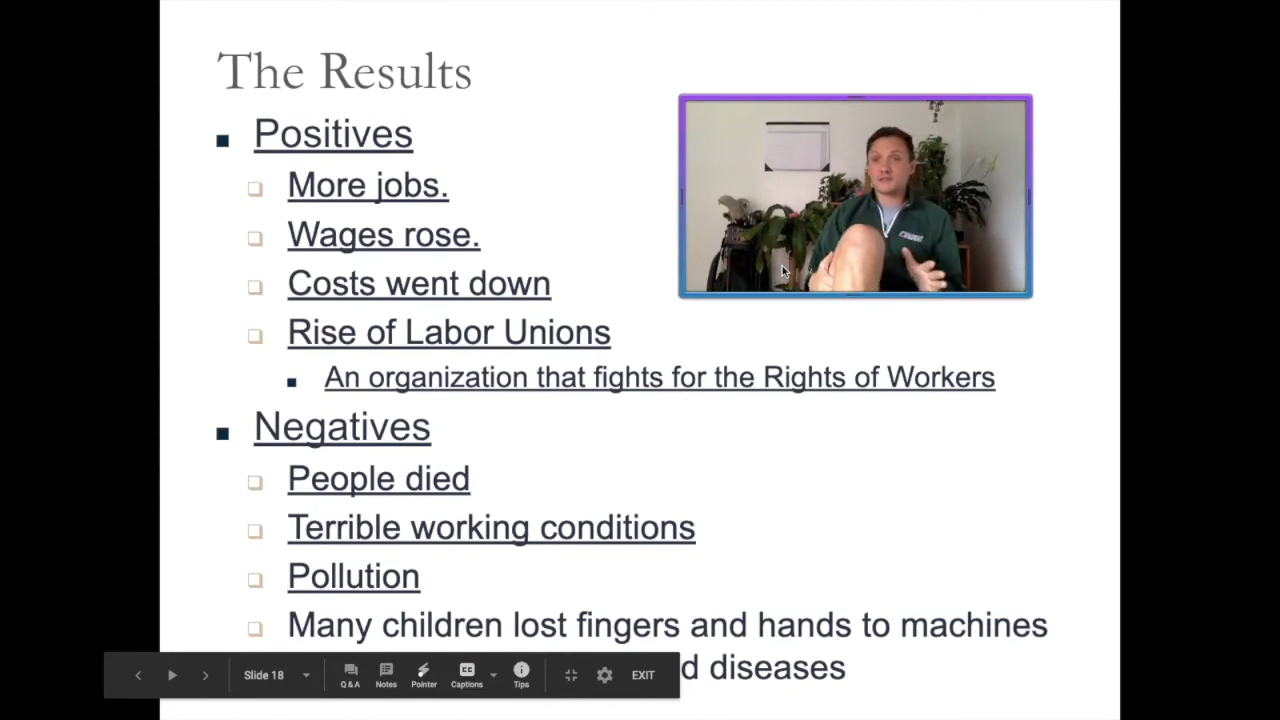 The Results
Positives
More jobs.
Wages rose.
Costs went down
Rise of Labor Unions
An organization that fights for the Rights of Workers
Negatives
People died
Terrible working conditions
Pollution
Many children lost fingers and hands to machines
diseases
Slide 18
Q & A
Notes
Pointer
CC
Captions
Tips
EXIT